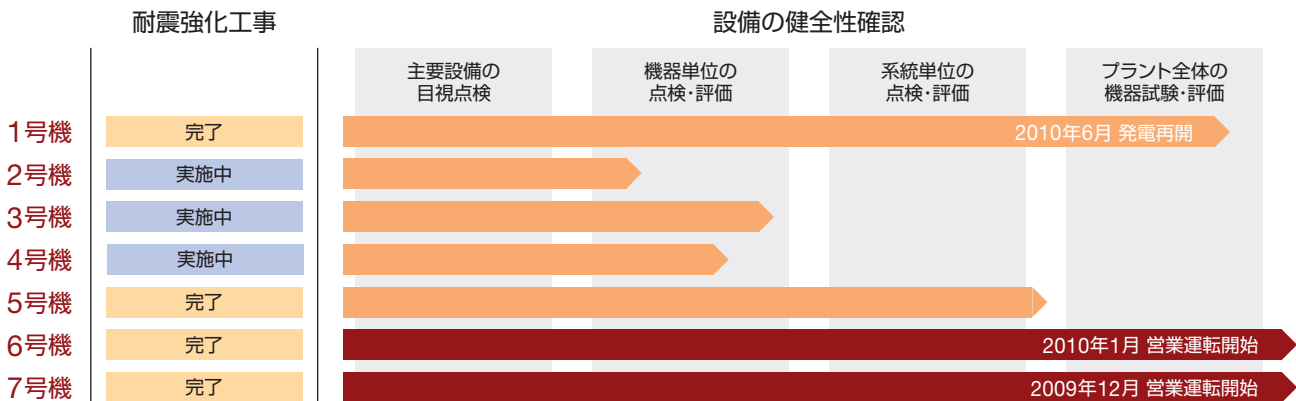 耐震強化工事
設備の健全性確認
主要設備の
目視点検
機器単位の
点検・評価
系統単位の
点検・評価
プラント全体の
機器試験・評価
1号機
完了
2010年6月 発電再開
2号機
実施中
3号機
実施中
4号機
実施中
5号機
完了
6号機
完了
2010年1月 営業運転開始
7号機
完了
2009年12月 営業運転開始